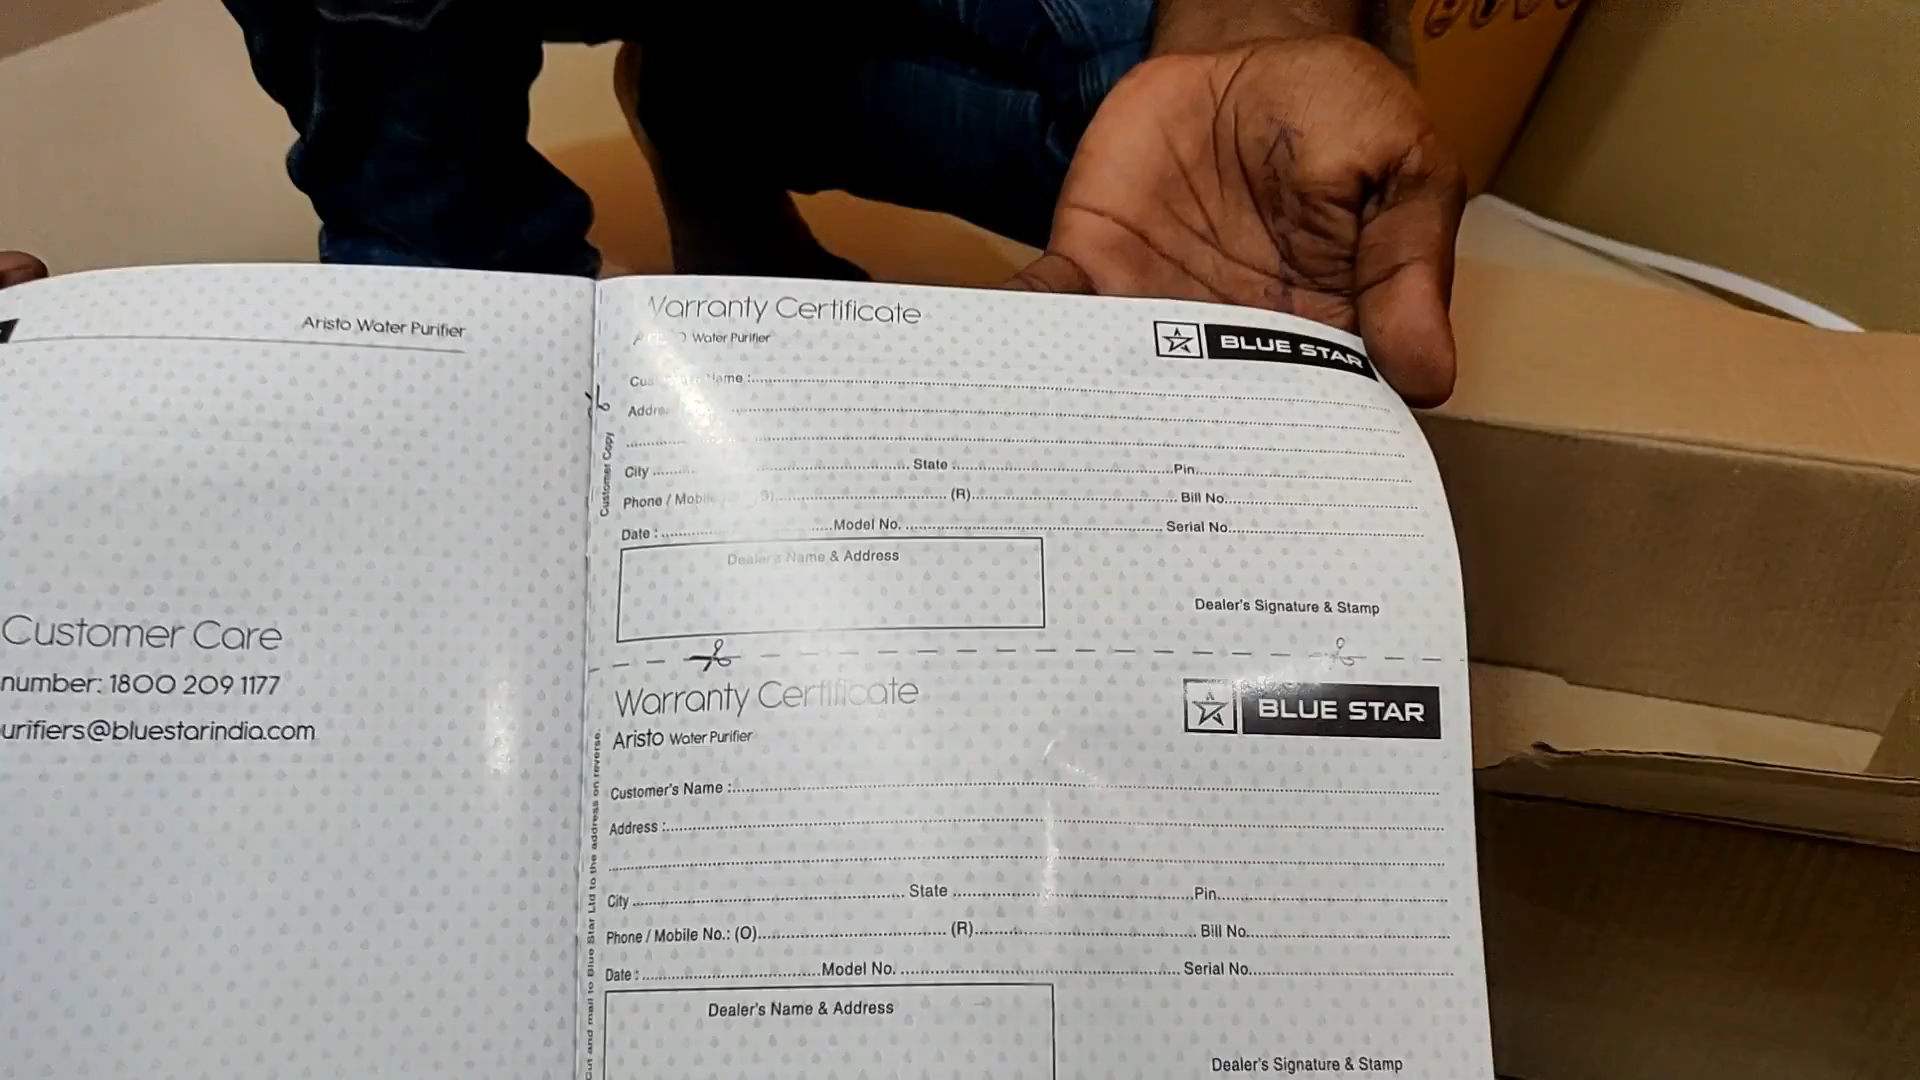 Aristo Water Purifier
Customer Care
number: 1800 209 1177
urifiers@bluestarindia.com
Warranty Certificate
Water Purifier
BLUE STAR
Name :
City State Pin
Phone / Mobile (R) Bill No.
Date : Model No. Serial No.
Dealer's Name & Address
Dealer's Signature & Stamp
Customer Copy
Warranty Certificate
Aristo Water Purifier
BLUE STAR
Customer's Name :
Address :
City State Pin
Phone / Mobile No.: (O) (R) Bill No.
Date : Model No. Serial No.
Dealer's Name & Address
Dealer's Signature & Stamp
Cut and mail to Blue Star Ltd to the address on reverse.